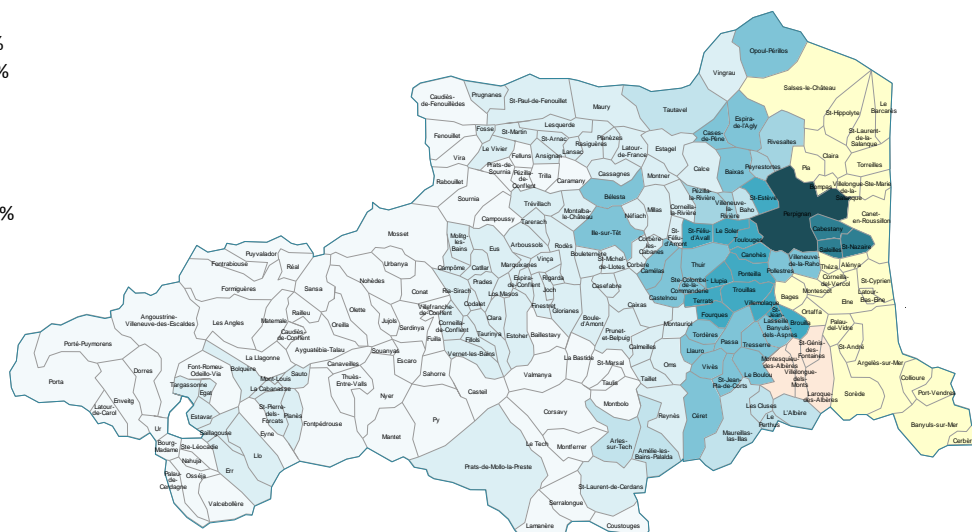 %
%
%
Opoul-Périllos
Vingrau
Salses-le-Château
Caudiès-
de-Fenouillèdes
Prugnanes
St-Paul-de-Fenouillet
Maury
Tautavel
St-Hippolyte
Le
Barcarès
Espira-
de-l'Agly
Cases-
de-Pène
Rivesaltes
St-Laurent-
de-la-
Salanque
Fenouillet
Fosse
St-Martin
Lesquerde
St-Arnac
Rasiguères
Planèzes
Lansac
Latour-
de-France
Estagel
Claira
Torreilles
Le Vivier
Vira
Felluns
Ansignan
Prats-de-
Sournia
Pézilla-
de-
Conflent
Trilla
Caramany
Cassagnes
Montner
Calce
Baixas
Peyrestortes
Pia
Rabouillet
Sournia
Bélesta
Pézilla-
la-Rivière
Villeneuve-
la-
Rivière
Baho
St-Estève
Bompas
Villelongue-
de-la-
Salanque
Ste-Marie
Trévillach
Campoussy
Tarerach
Montalba-
le-Château
Ille-sur-Têt
Néfiach
Millas
Corneilla-
la-Rivière
Perpignan
Canet-
en-Roussillon
Cabestany
Saleilles
St-Nazaire
Mosset
Molitg-
les-
Bains
Eus
Arboussols
Rodès
Bouleternère
Corbère-
les-
Cabanes
Corbère
St-
Féliu-
d'Amont
St-Féliu-
d'Avall
Le Soler
Toulouges
Canohès
Villeneuve-
de-la-Raho
Théza
Alénya
Puyvalador
Réal
Fontrabiouse
Formiguères
Sansa
Nohèdes
Urbanya
Conat
Campôme
Catllar
Prades
Marquixanes
Vinça
Espira-
de-
Conflent
Rigarda
Joch
Finestret
Los Masos
Ria-Sirach
Codalet
Clara
Taurinya
Estoher
Baillestavy
Glorianes
St-Michel-
de-Llotes
Casefabre
Caixas
Camélas
Castelnou
Thuir
Ste-Colombe-
de-la-
Commanderie
Llupia
Ponteilla
Pollestres
Terrats
Trouillas
Fourques
Villemolaque
Bages
Montescot
Corneilla-
del-Vercol
St-Cyprien
Latour-
Bas-Elne
Elne
Ortaffa
Brouilla
St-
Jean-
Lasseille
Banyuls-
dels-Aspres
Palau-
del-Vidre
St-André
Argelès-sur-Mer
Collioure
Port-Vendres
Banyuls-sur-Mer
Sorède
Laroque-
des-Albères
St-Génis-
des-
Fontaines
Villelongue-
dels-
Monts
Montesquieu-
des-Albères
Le Boulou
Tresserre
Passa
Tordères
Llauro
Vivès
St-Jean-
Pla-de-Corts
Céret
Maureillas-
las-Illas
Les Cluses
Le
Perthus
L'Albère
Angoustrine-
Villeneuve-des-Escaldes
Les Angles
Matemale
Railleu
Caudiès-
de-Conflent
Oreilla
Olette
Jujols
Serdinya
Villefranche-
de-Conflent
Fuilla
Corneilla-
de-Conflent
Fillols
Vernet-les-Bains
Souanyas
Escaro
Sahorre
Ayguatébia-Talau
Canaveilles
Thuès-
Entre-Valls
Nyer
Fontpédrouse
Mantet
Py
Castel
Valmanya
La Bastide
Boule-
d'Amont
Prunet-
et-Belpuig
St-Marsal
Taulis
Calmeilles
Montauriol
Oms
Taillet
Reynès
Montbolo
Corsavy
Le Tech
Montferrer
Arles-
sur-Tech
Amélie-les-
Bains-Palalda
Prats-de-Mollo-la-Preste
Serralongue
St-Laurent-de-Cerdans
Lamanère
Coustouges
Porté-Puymorens
Porta
Dorres
Enveitg
Latour-
de-Carol
Ur
Bourg-
Madame
Font-Romeu-
Odeillo-Via
Targassonne
Egat
Bolquère
La Llagonne
Mont-Louis
La Cabanasse
Sauto
St-Pierre-
dels-
Forcats
Planès
Estavar
Saillagouse
Ste-Léocadie
Nahuja
Palau-
de-
Cerdagne
Osséja
Eyne
Err
Llo
Valcebollère